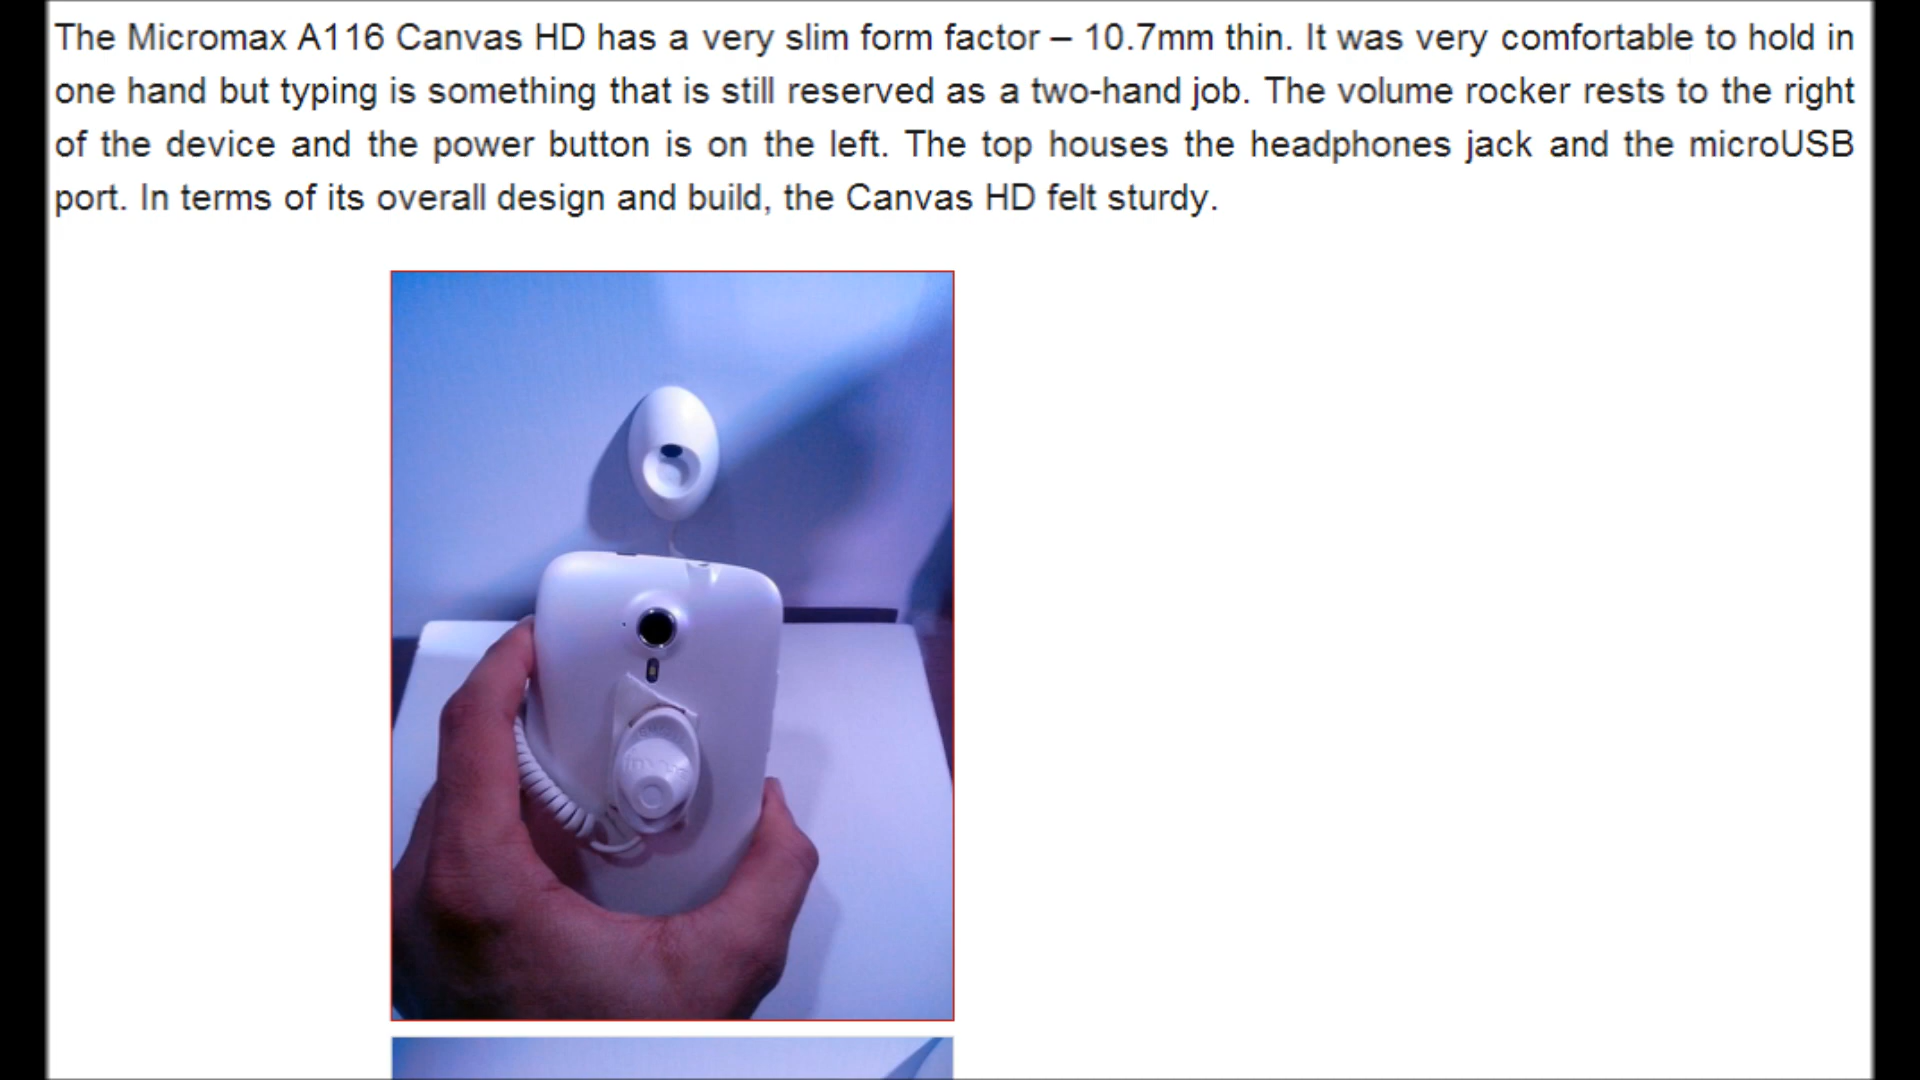 The Micromax A116 Canvas HD has a very slim form factor – 10.7mm thin. It was very comfortable to hold in
one hand but typing is something that is still reserved as a two-hand job. The volume rocker rests to the right
of the device and the power button is on the left. The top houses the headphones jack and the microUSB
port. In terms of its overall design and build, the Canvas HD felt sturdy.